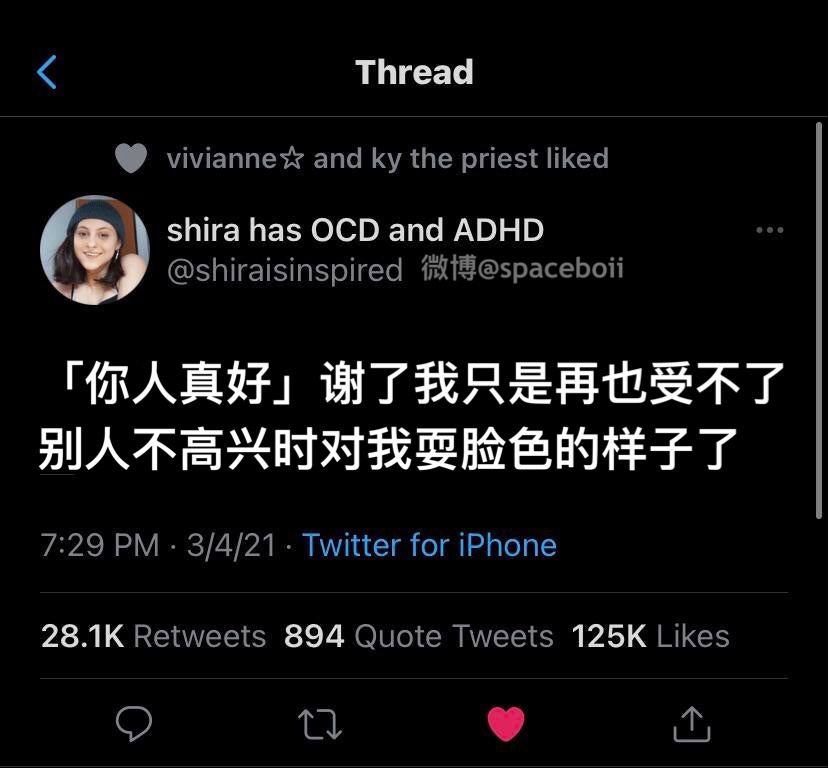 Thread
vivianne☆ and ky the priest liked
shira has OCD and ADHD
@shiraisinspired 微博@spaceboii
「你人真好」谢了我只是再也受不了
别人不高兴时对我耍脸色的样子了
7:29 PM · 3/4/21 · Twitter for iPhone
28.1K Retweets 894 Quote Tweets 125K Likes